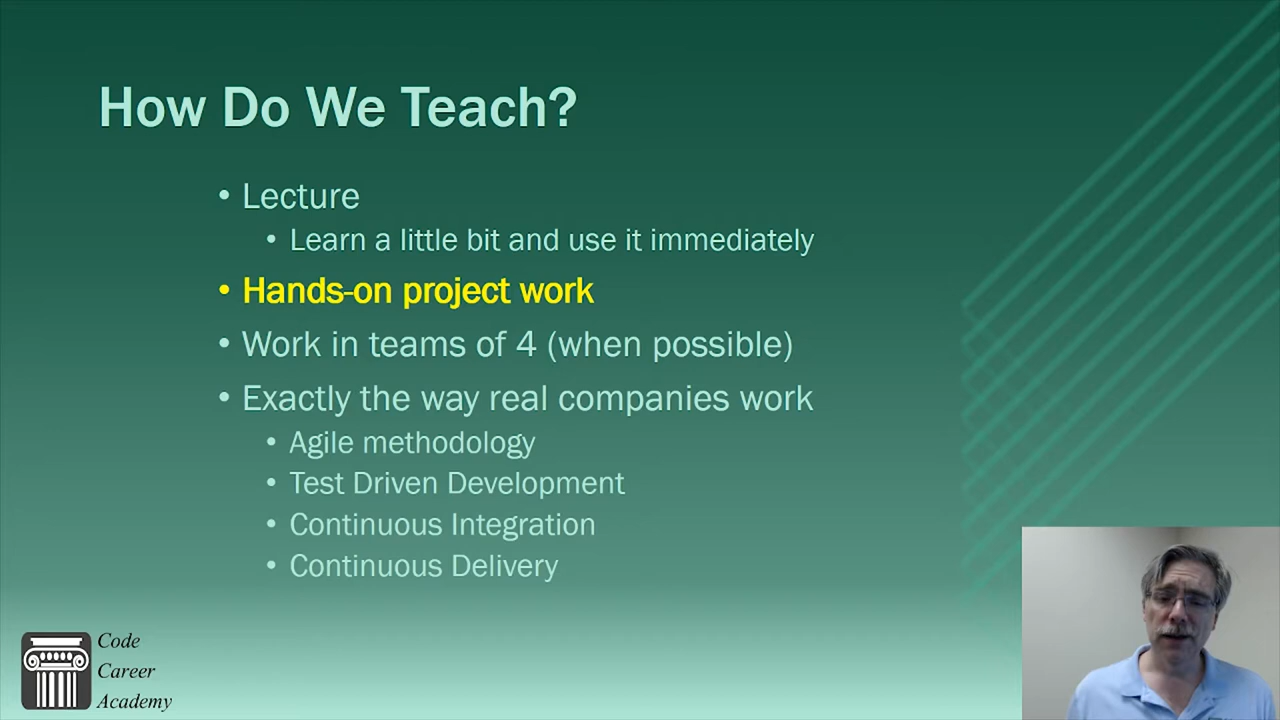 How Do We Teach?
• Lecture
• Learn a little bit and use it immediately
• Hands-on project work
• Work in teams of 4 (when possible)
• Exactly the way real companies work
• Agile methodology
• Test Driven Development
• Continuous Integration
• Continuous Delivery
Code
Career
Academy